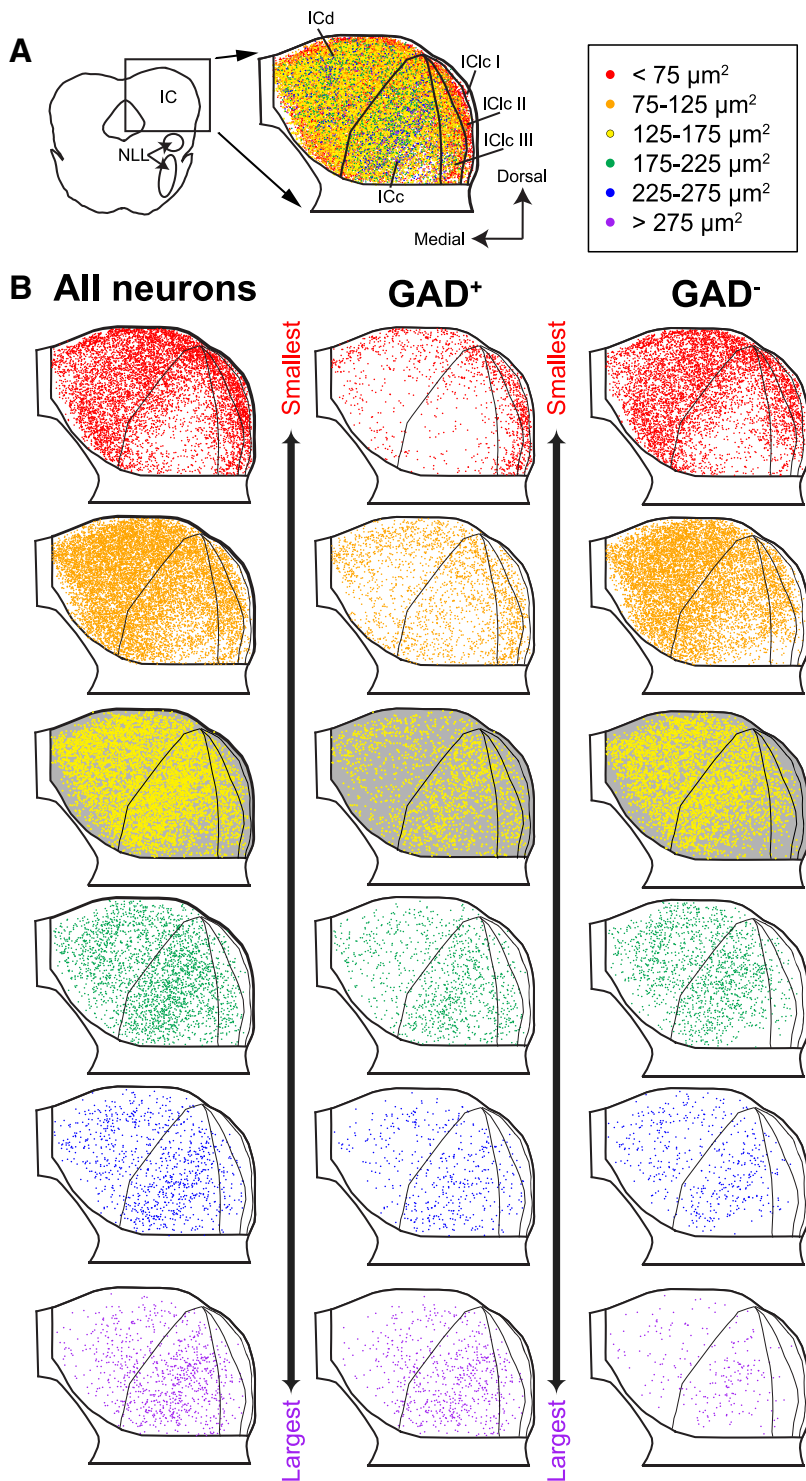 A
IC
NLL
ICd
IClc I
IClc II
IClc III
ICc
Dorsal
Medial
< 75 µm²
75-125 µm²
125-175 µm²
175-225 µm²
225-275 µm²
> 275 µm²
B
All neurons
GAD⁺
GAD⁻
Smallest
Smallest
Largest
Largest